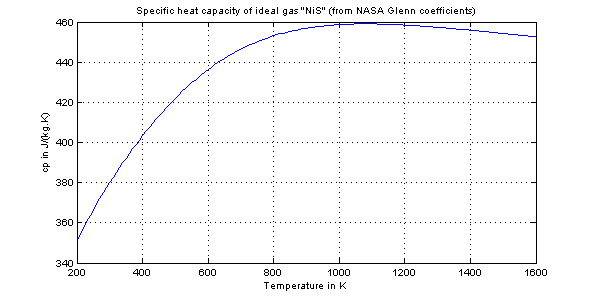 Specific heat capacity of ideal gas "NiS" (from NASA Glenn coefficients)
460
440
420
400
380
360
340
cp in J/(kg.K)
200 400 600 800 1000 1200 1400 1600
Temperature in K